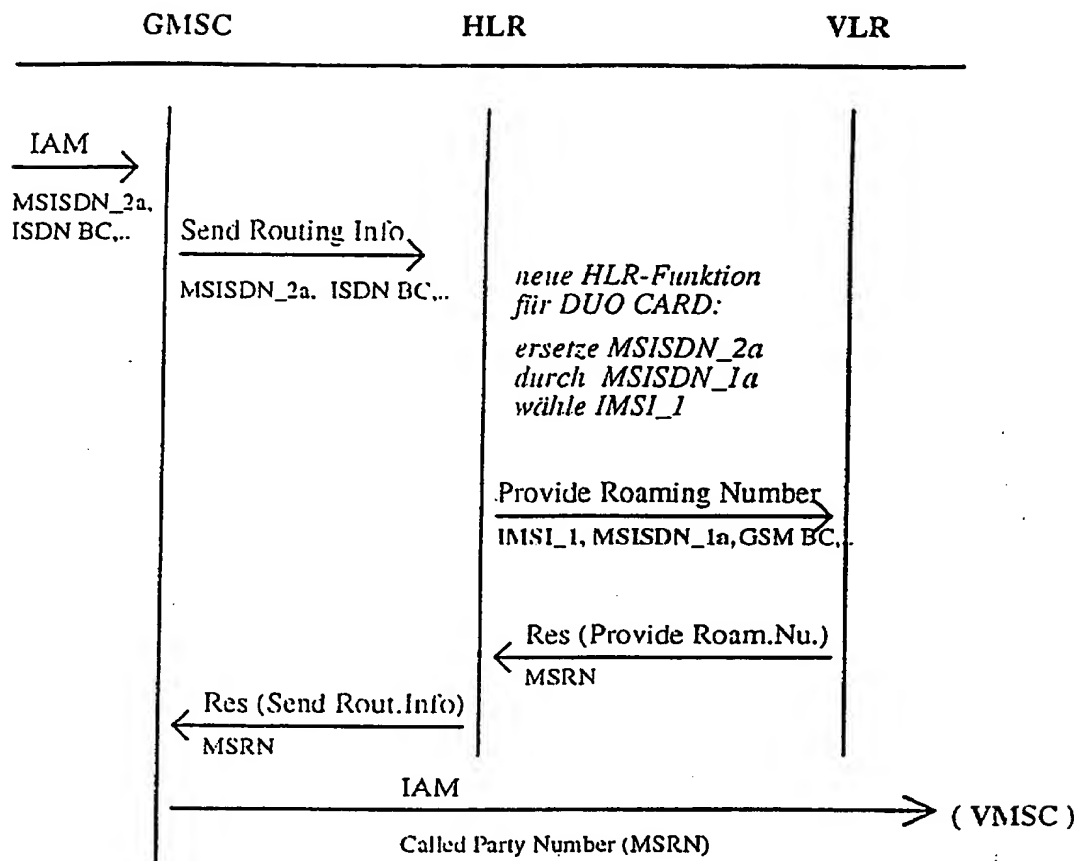 GMSC HLR VLR
IAM
MSISDN_2a,
ISDN BC,..
Send Routing Info
MSISDN_2a, ISDN BC,..
neue HLR-Funktion
für DUO CARD:
ersetze MSISDN_2a
durch MSISDN_1a
wähle IMSI_1
Provide Roaming Number
IMSI_1, MSISDN_1a, GSM BC,..
Res (Provide Roam.Nu.)
MSRN
Res (Send Rout.Info)
MSRN
IAM
( VMSC )
Called Party Number (MSRN)